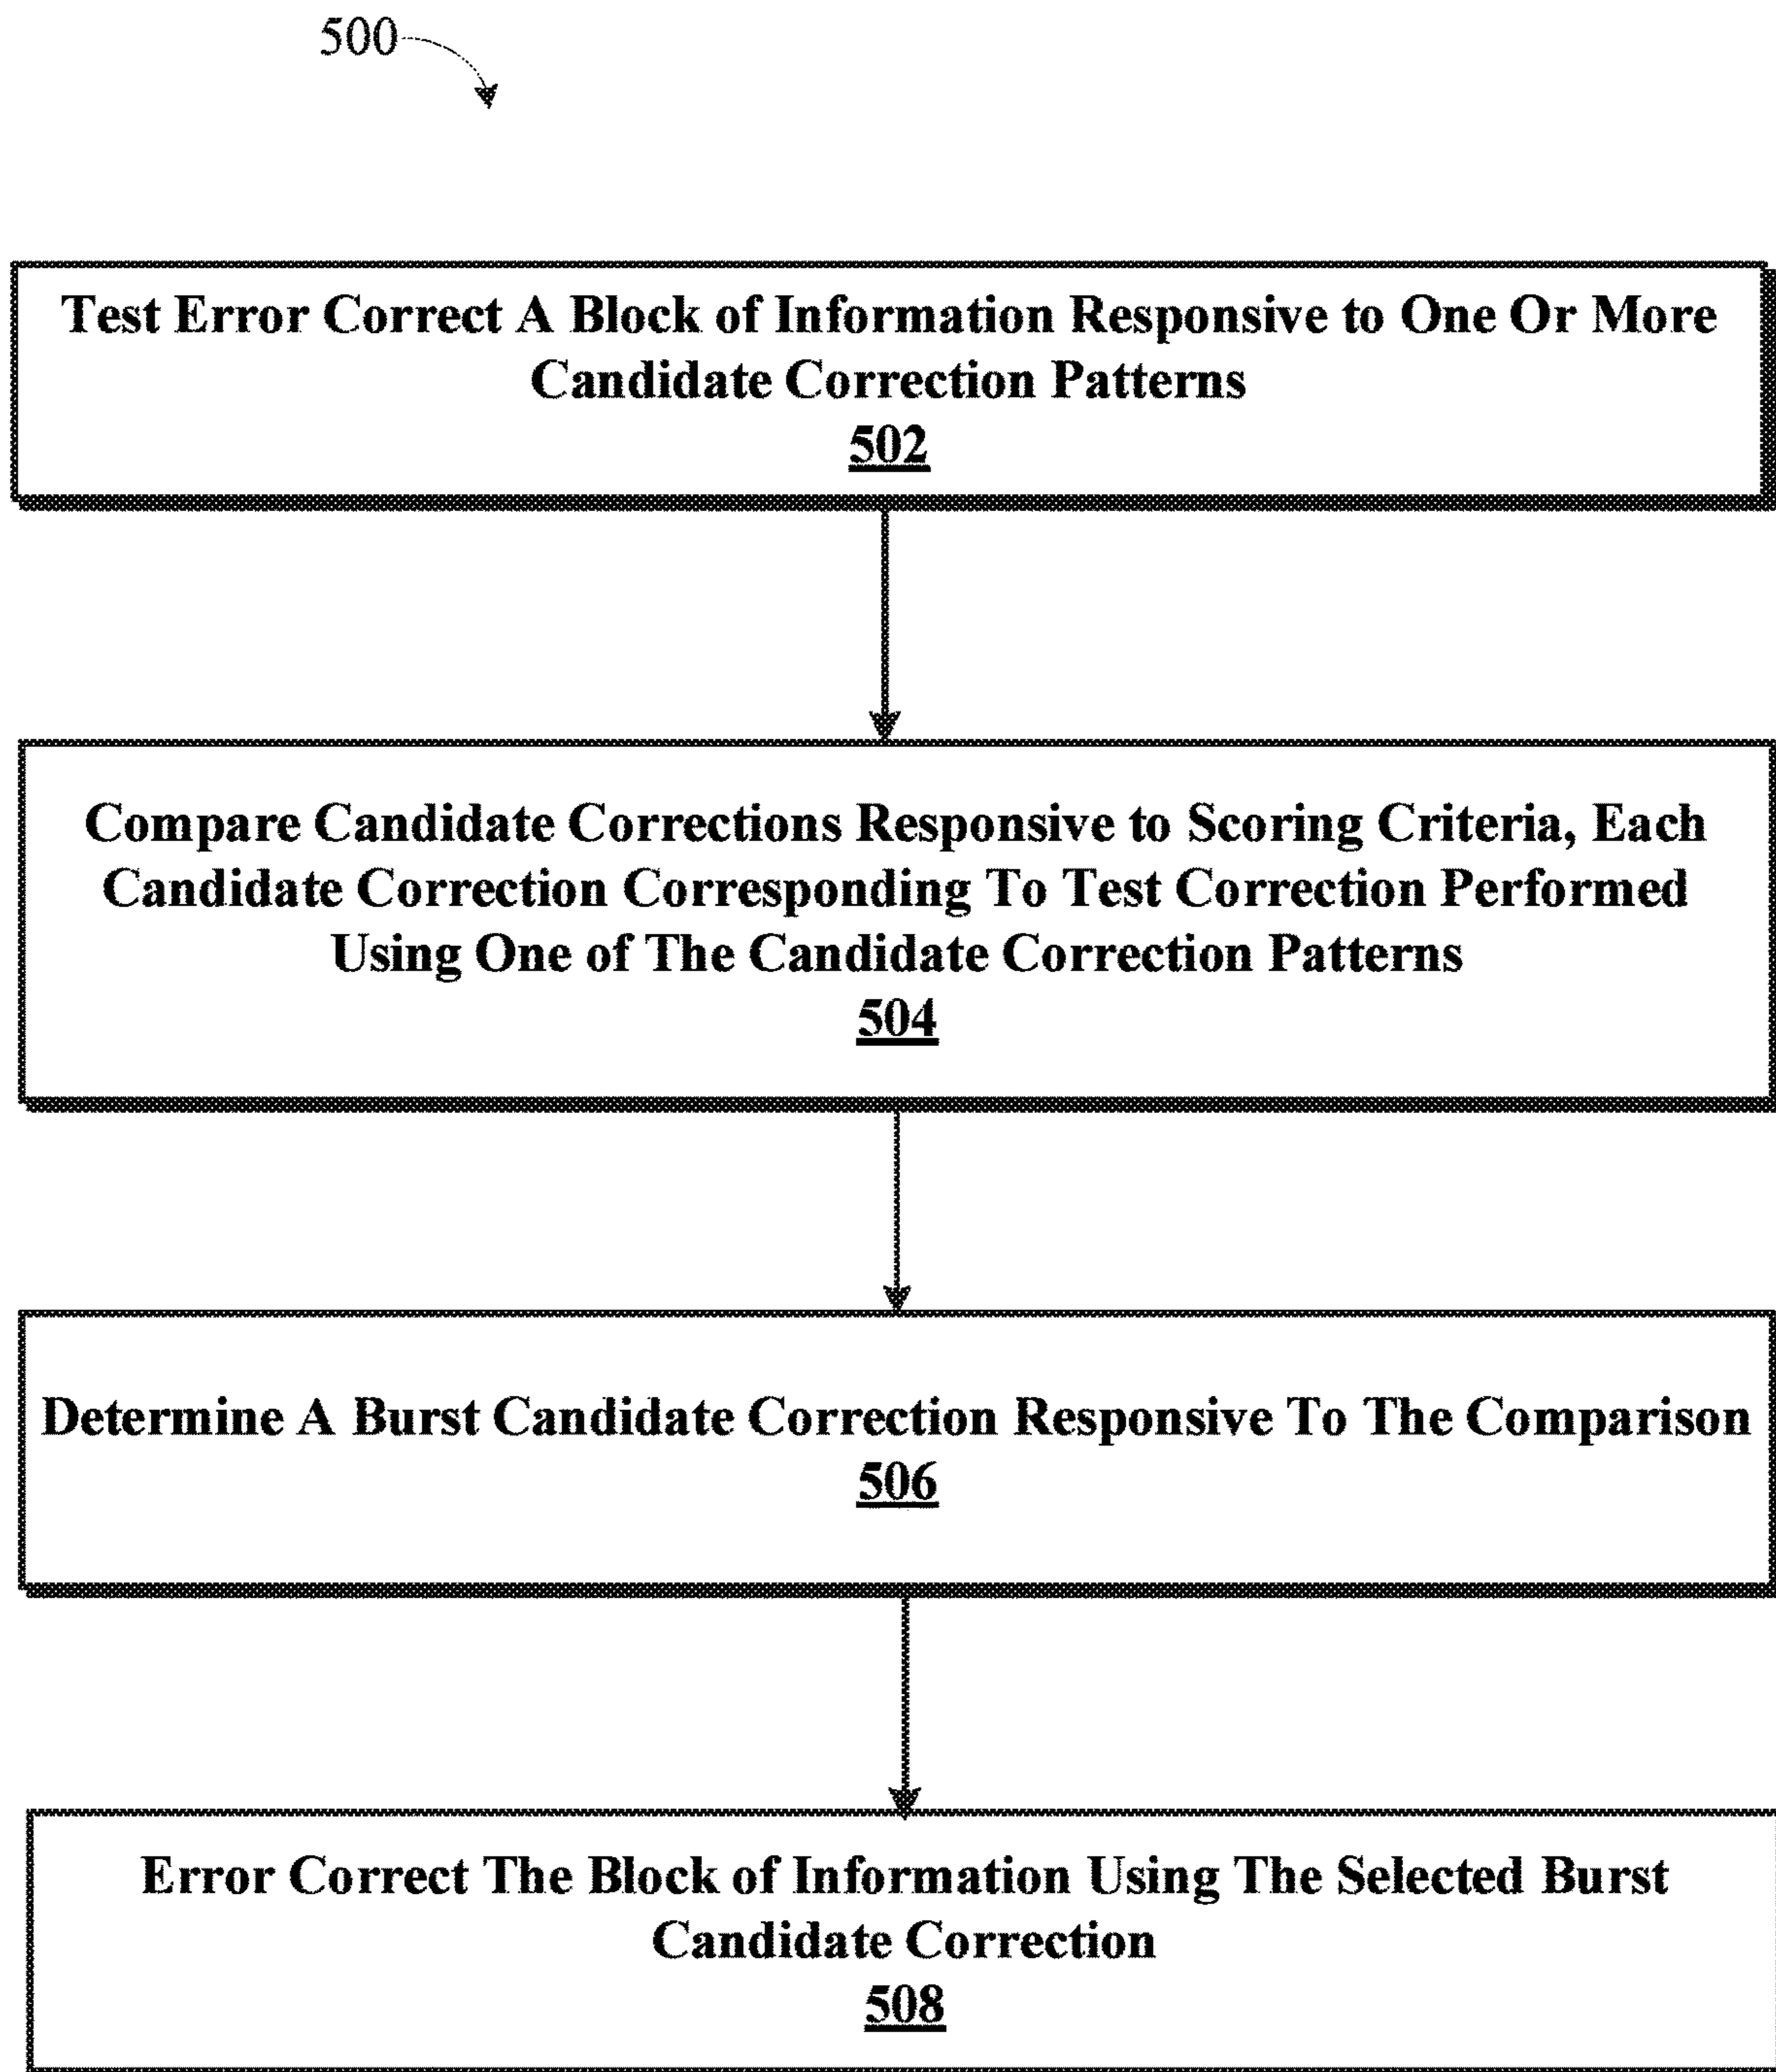 500
Test Error Correct A Block of Information Responsive to One Or More
Candidate Correction Patterns
502
Compare Candidate Corrections Responsive to Scoring Criteria, Each
Candidate Correction Corresponding To Test Correction Performed
Using One of The Candidate Correction Patterns
504
Determine A Burst Candidate Correction Responsive To The Comparison
506
Error Correct The Block of Information Using The Selected Burst
Candidate Correction
508